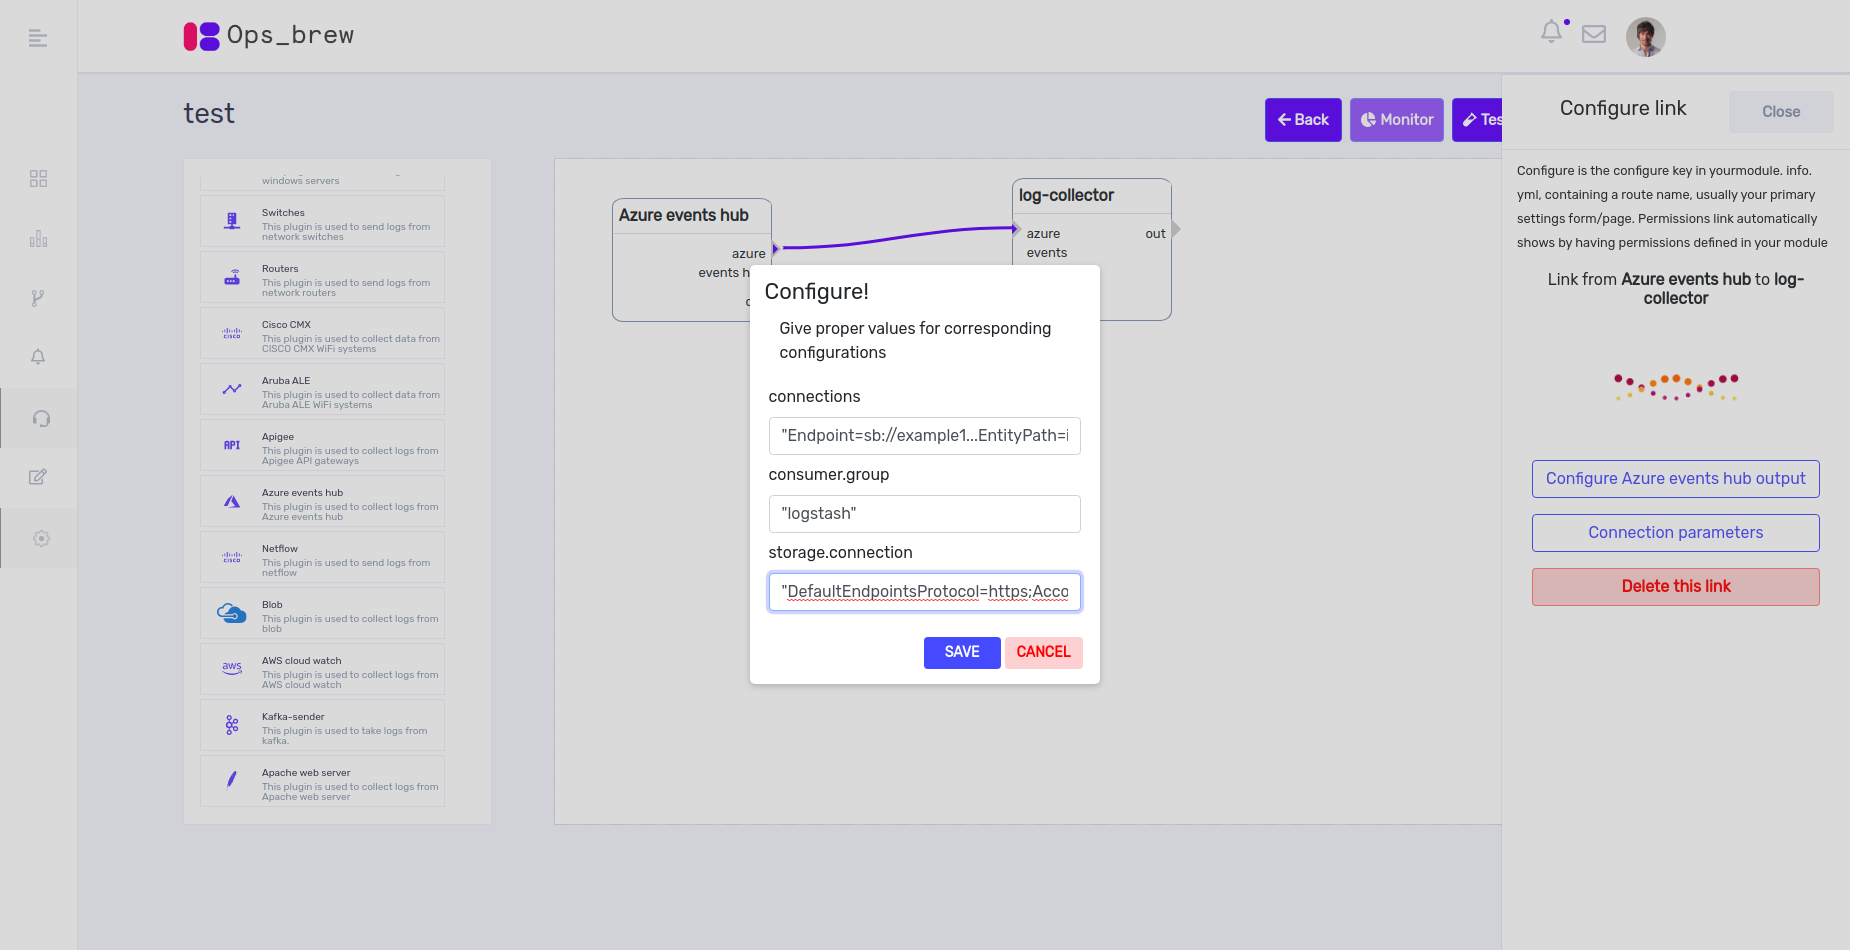 Ops_brew
test
Back
Monitor
Tes
Configure link
Close
windows servers
Switches
This plugin is used to send logs from
network switches
Routers
This plugin is used to send logs from
network routers
Cisco CMX
This plugin is used to collect data from
CISCO CMX WiFi systems
Aruba ALE
This plugin is used to collect data from
Aruba ALE WiFi systems
API
Apigee
This plugin is used to collect logs from
Apigee API gateways
Azure events hub
This plugin is used to collect logs from
Azure events hub
Netflow
This plugin is used to send logs from
netflow
Blob
This plugin is used to collect logs from
blob
aws
AWS cloud watch
This plugin is used to collect logs from
AWS cloud watch
Kafka-sender
This plugin is used to take logs from
kafka.
Apache web server
This plugin is used to collect logs from
Apache web server
CISCO
CISCO
Azure events hub
azure
events h
log-collector
azure
events
out
Configure!
Give proper values for corresponding
configurations
connections
"Endpoint=sb://example1...EntityPath=i
consumer.group
"logstash"
storage.connection
"DefaultEndpointsProtocol=https;Acco
SAVE
CANCEL
Configure is the configure key in yourmodule. info.
yml, containing a route name, usually your primary
settings form/page. Permissions link automatically
shows by having permissions defined in your module
Link from Azure events hub to log-
collector
Configure Azure events hub output
Connection parameters
Delete this link